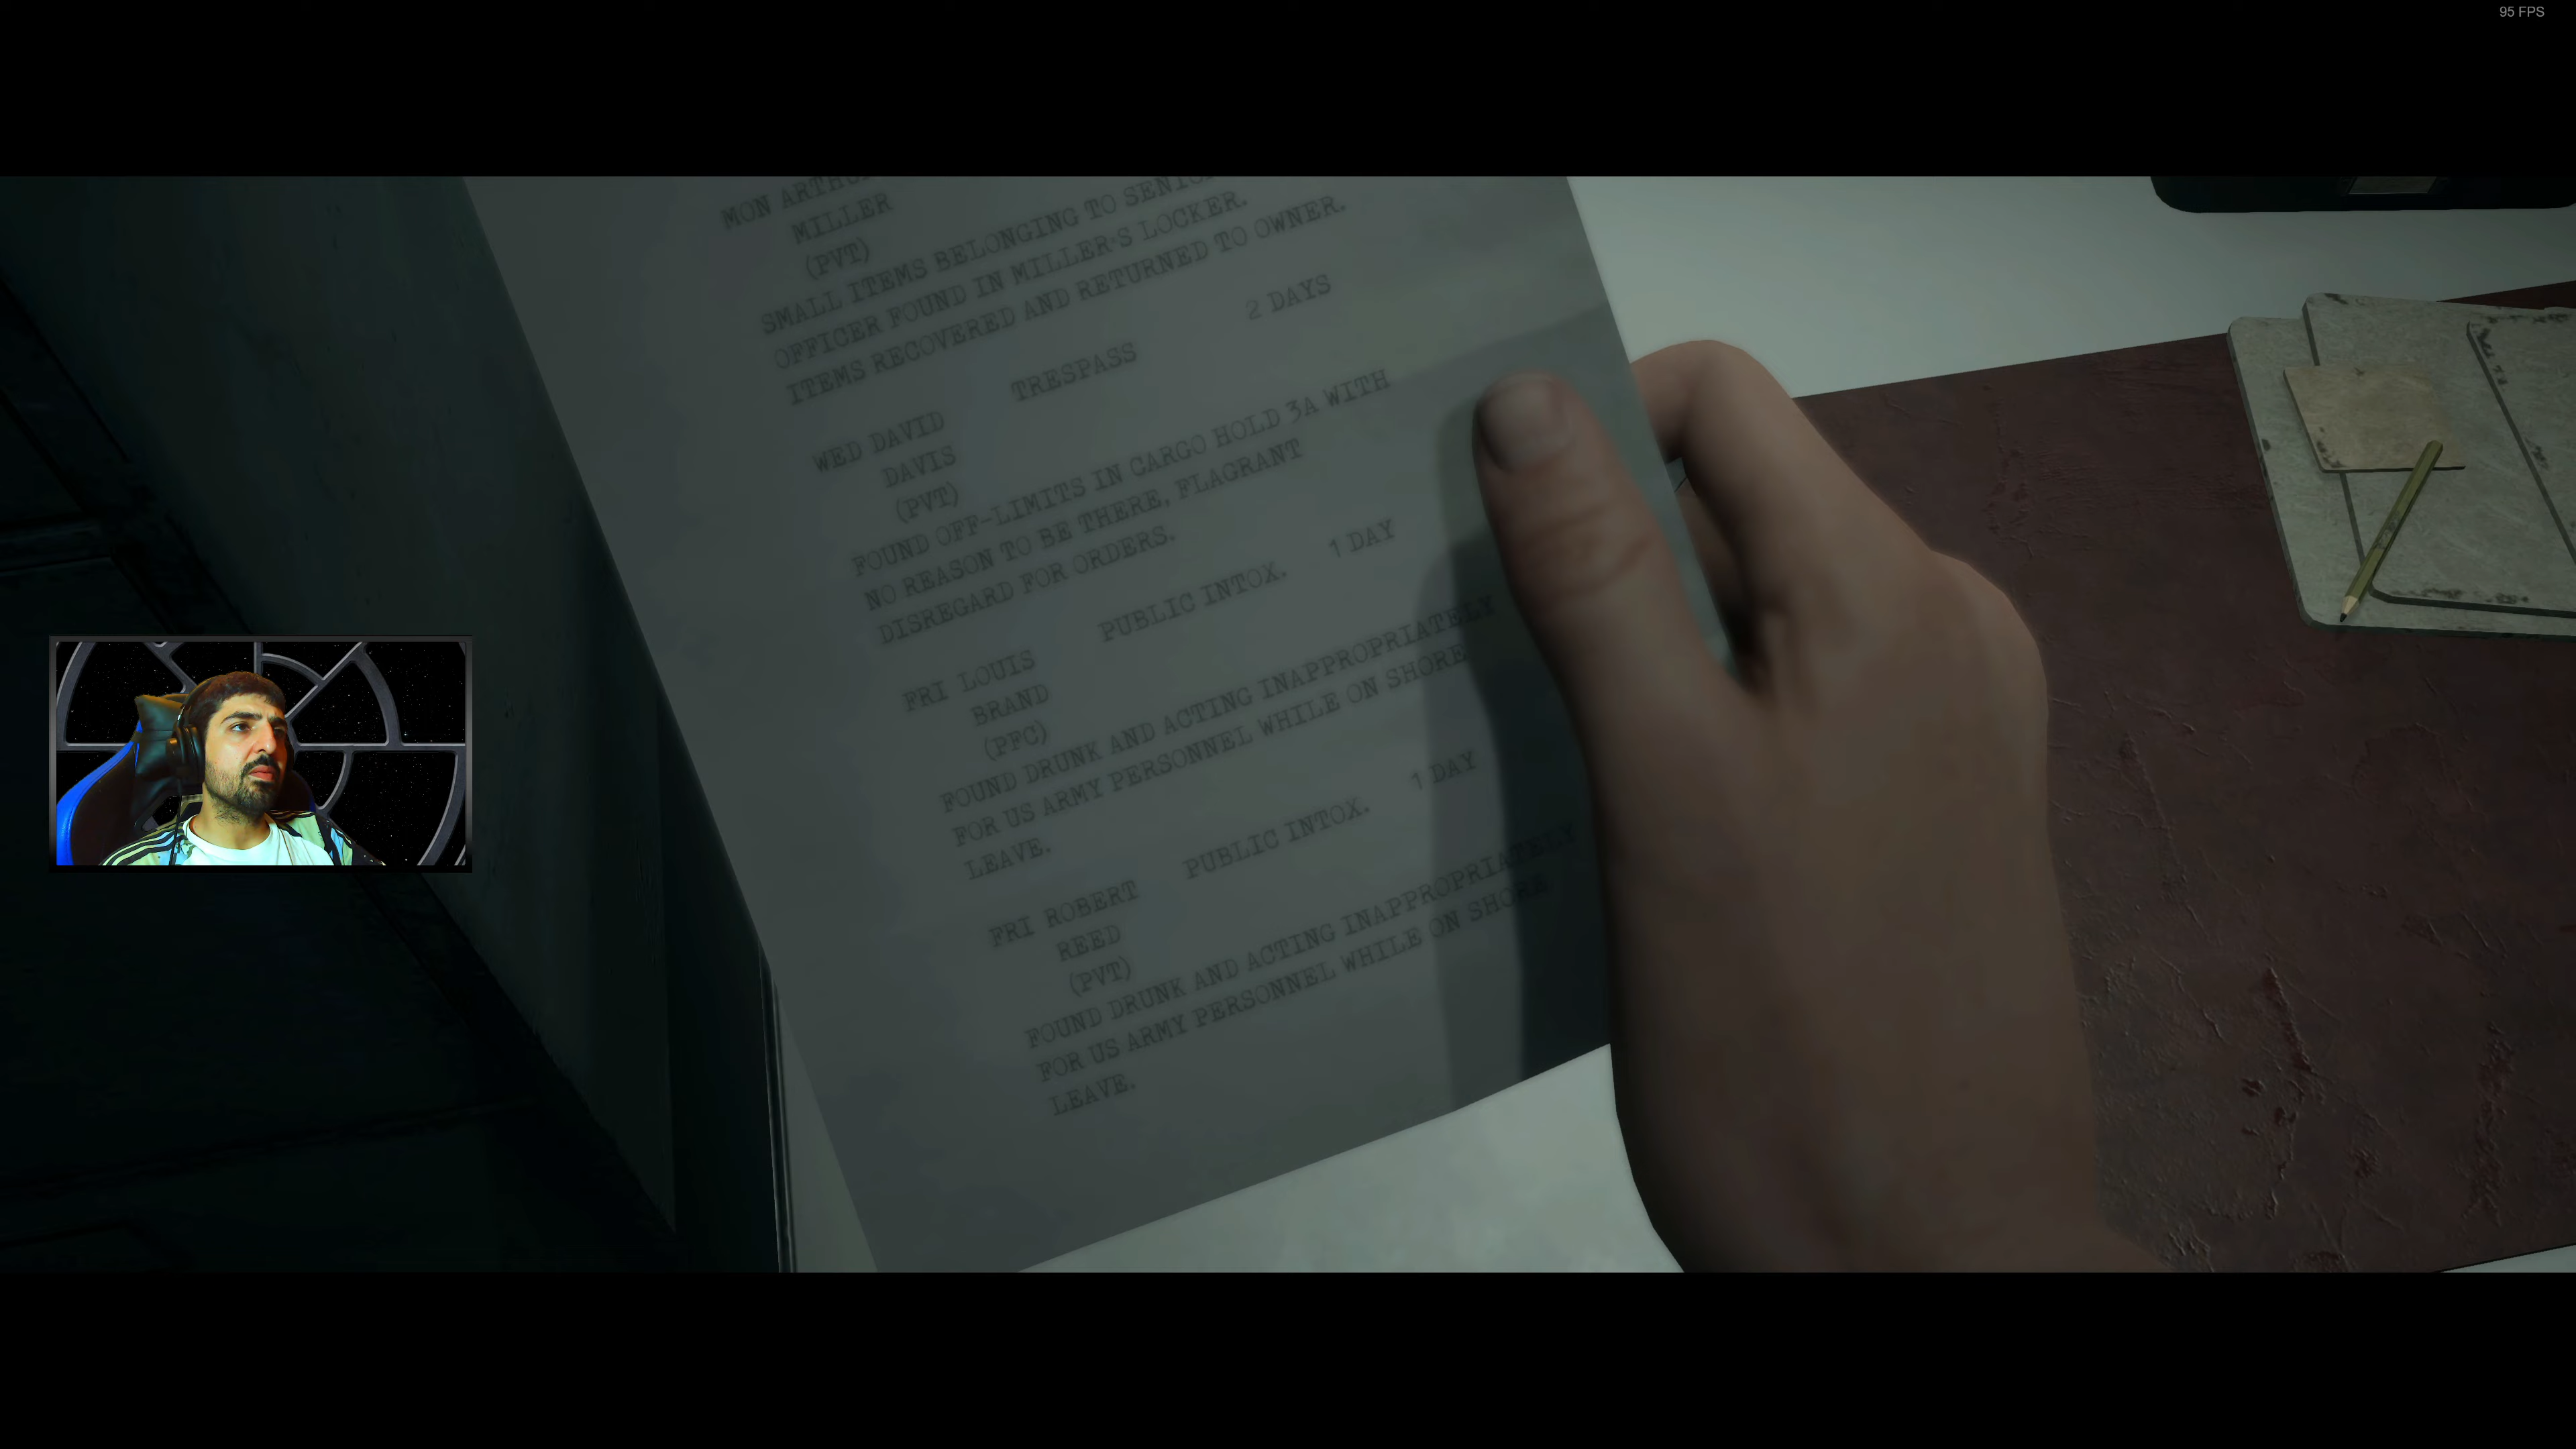 95 FPS
MON ARTHU
MILLER
(PVT)
SMALL ITEMS BELONGING TO
OFFICER FOUND IN MILLER'S LOCKER.
ITEMS RECOVERED AND RETURNED TO OWNER.
WED DAVID TRESPASS 2 DAYS
DAVIS
(PVT)
FOUND OFF-LIMITS IN CARGO HOLD 3A WITH
NO REASON TO BE THERE, FLAGRANT
DISREGARD FOR ORDERS.
FRI LOUIS PUBLIC INTOX. 1 DAY
BRAND
(PFC)
FOUND DRUNK AND ACTING INAPPROPRIATELY
FOR US ARMY PERSONNEL WHILE ON SHORE
LEAVE.
FRI ROBERT PUBLIC INTOX. 1 DAY
REED
(PVT)
FOUND DRUNK AND ACTING INAPPROPRIATELY
FOR US ARMY PERSONNEL WHILE ON SHORE
LEAVE.